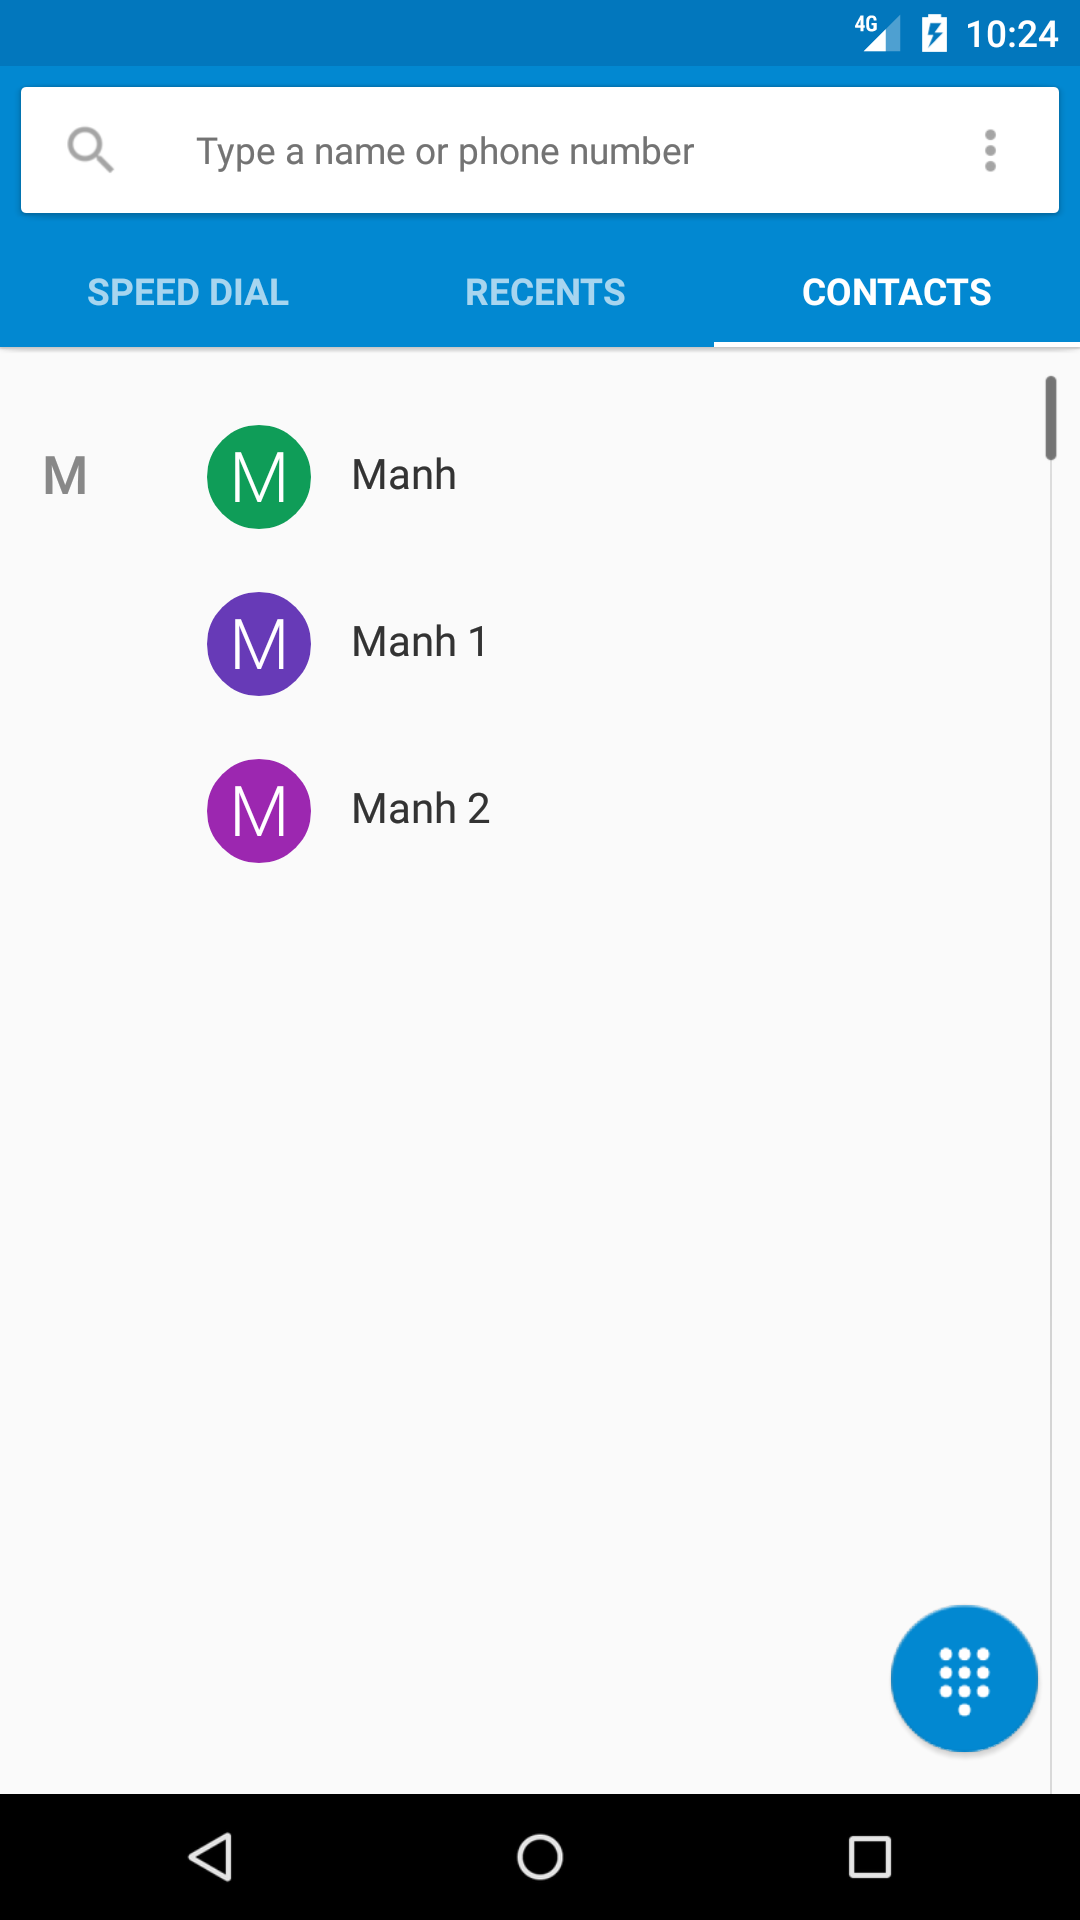 4G 10:24
Type a name or phone number
SPEED DIAL RECENTS CONTACTS
M M Manh
M Manh 1
M Manh 2